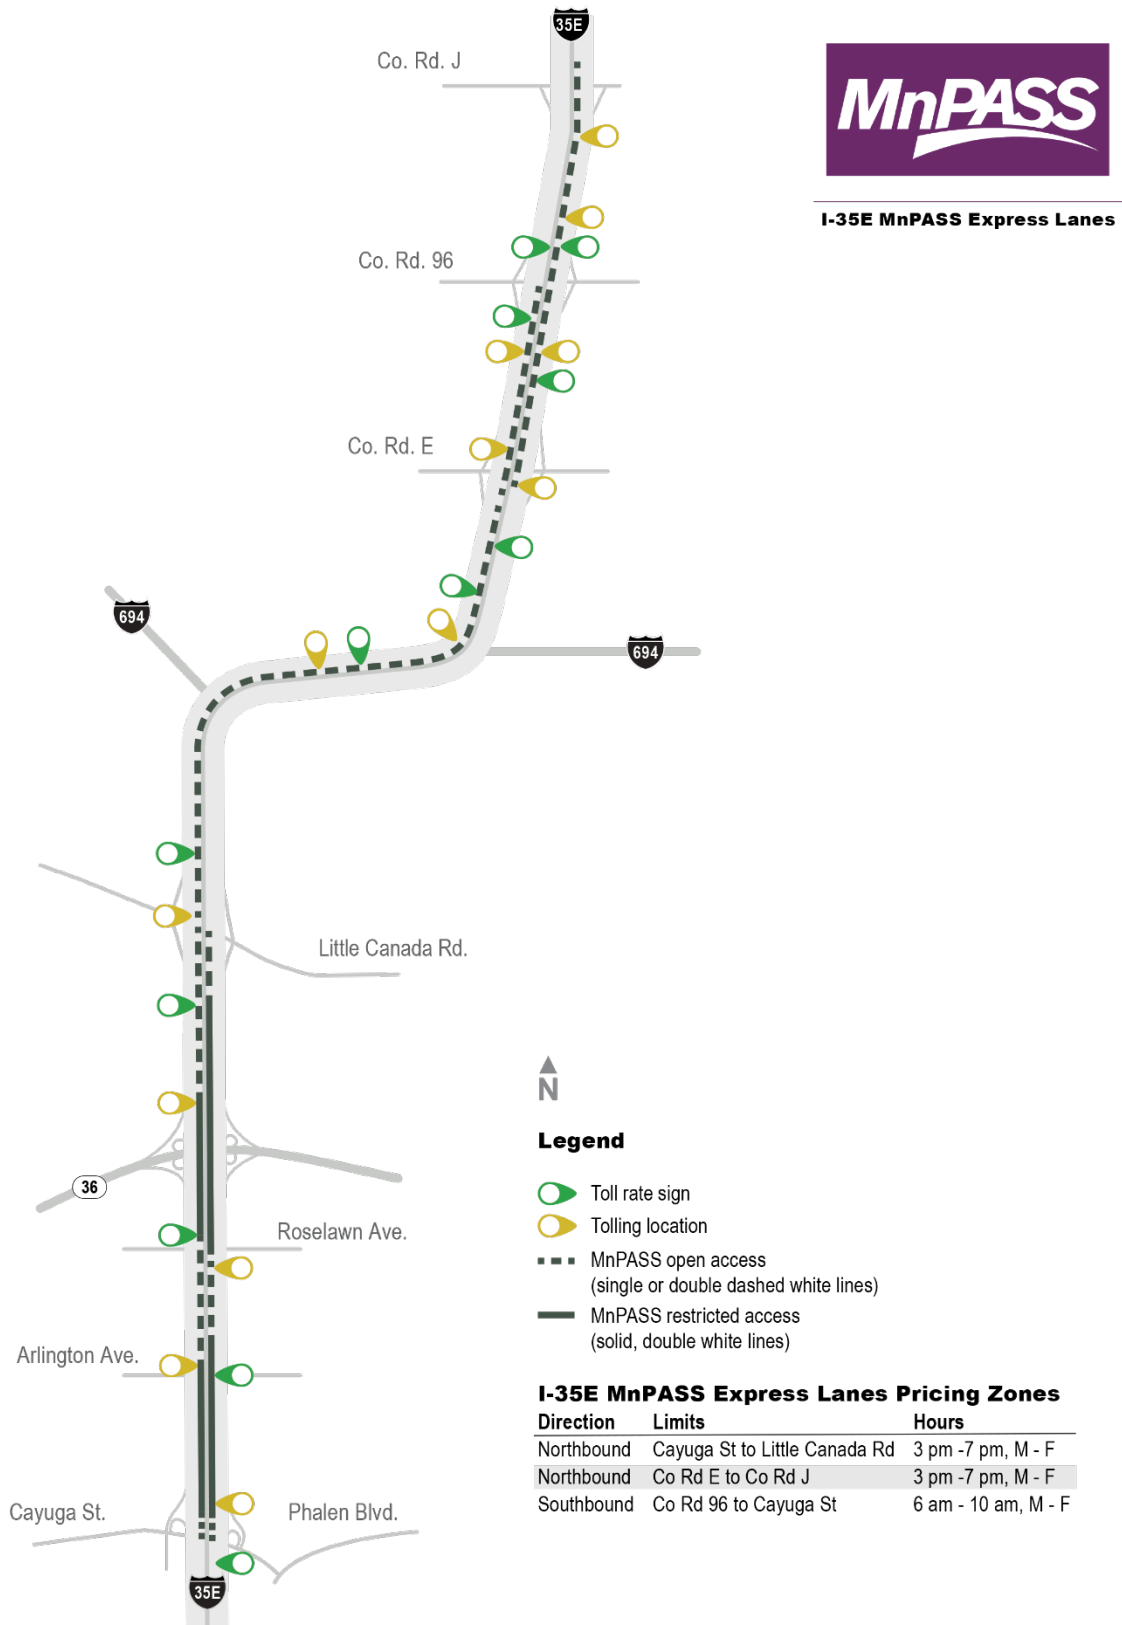 35E
Co. Rd. J
MnPASS
I-35E MnPASS Express Lanes
Co. Rd. 96
Co. Rd. E
694
694
Little Canada Rd.
N
Legend
Toll rate sign
Tolling location
MnPASS open access
(single or double dashed white lines)
MnPASS restricted access
(solid, double white lines)
36
Roselawn Ave.
Arlington Ave.
I-35E MnPASS Express Lanes Pricing Zones
Direction Limits Hours
Northbound Cayuga St to Little Canada Rd 3 pm -7 pm, M - F
Northbound Co Rd E to Co Rd J 3 pm -7 pm, M - F
Southbound Co Rd 96 to Cayuga St 6 am - 10 am, M - F
Cayuga St.
Phalen Blvd.
35E